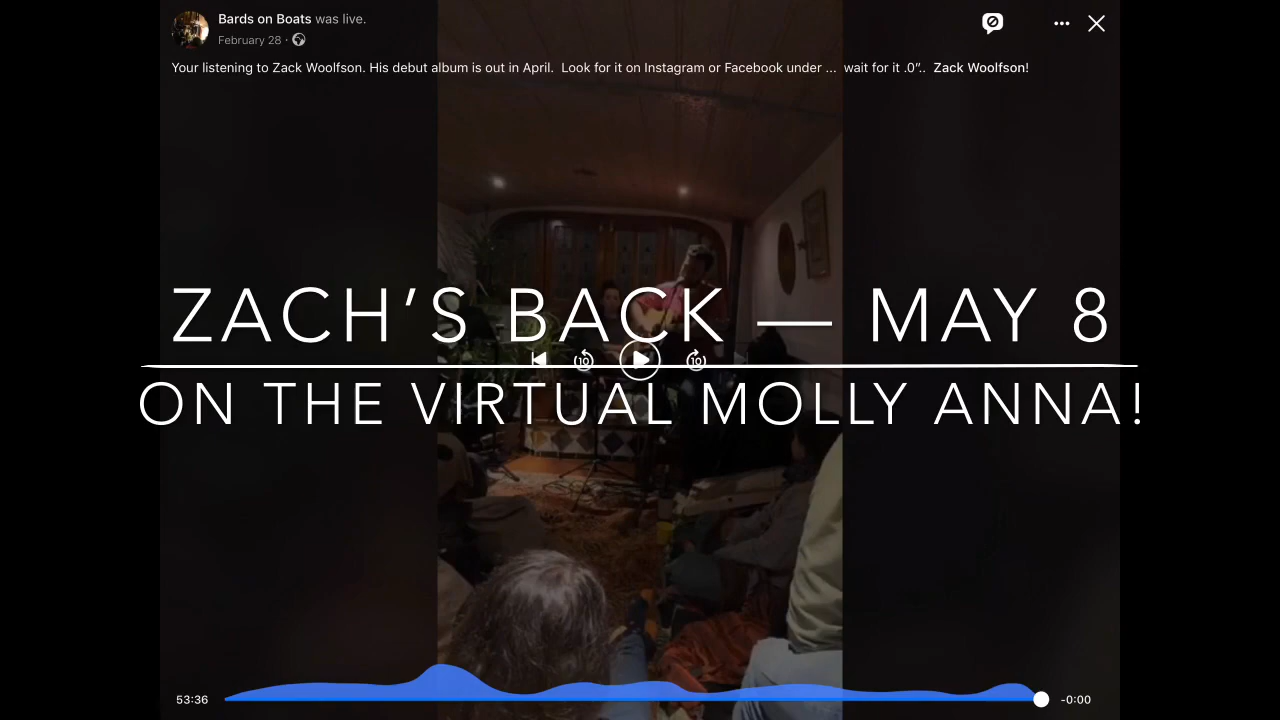 Bards on Boats was live.
February 28 ·
Your listening to Zack Woolfson. His debut album is out in April. Look for it on Instagram or Facebook under ... wait for it .0”.. Zack Woolfson!
ZACH’S BACK — MAY 8
10 10
ON THE VIRTUAL MOLLY ANNA!
53:36 -0:00